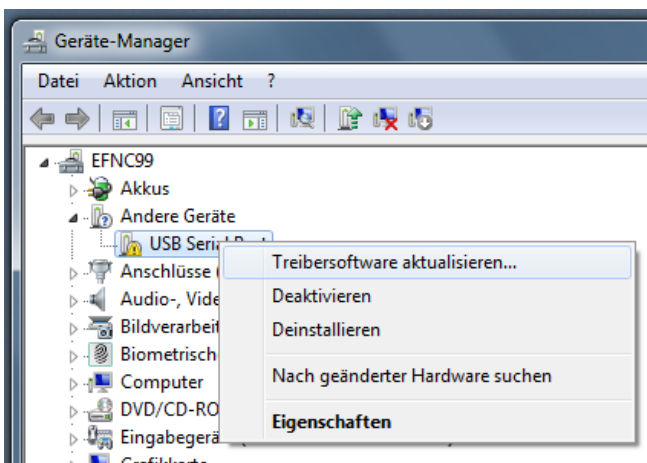 Geräte-Manager
Datei Aktion Ansicht ?
EFNC99
Akkus
Andere Geräte
USB Serial
Anschlüsse
Audio-, Vide
Bildverarbeit
Biometrisch
Computer
DVD/CD-RO
Eingabegerä
Treibersoftware aktualisieren...
Deaktivieren
Deinstallieren
Nach geänderter Hardware suchen
Eigenschaften